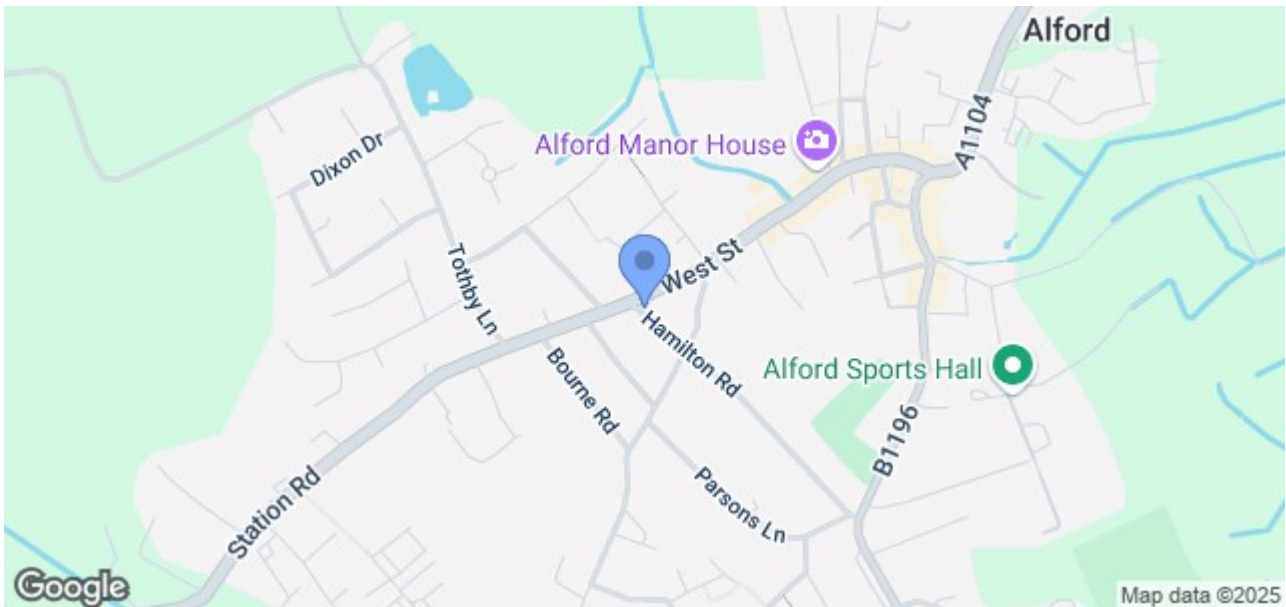 Alford
A1104
Alford Manor House
Dixon Dr
West St
Tothby Ln
Hamilton Rd
Bourne Rd
Alford Sports Hall
B1196
Parsons Ln
Station Rd
Google
Map data ©2025